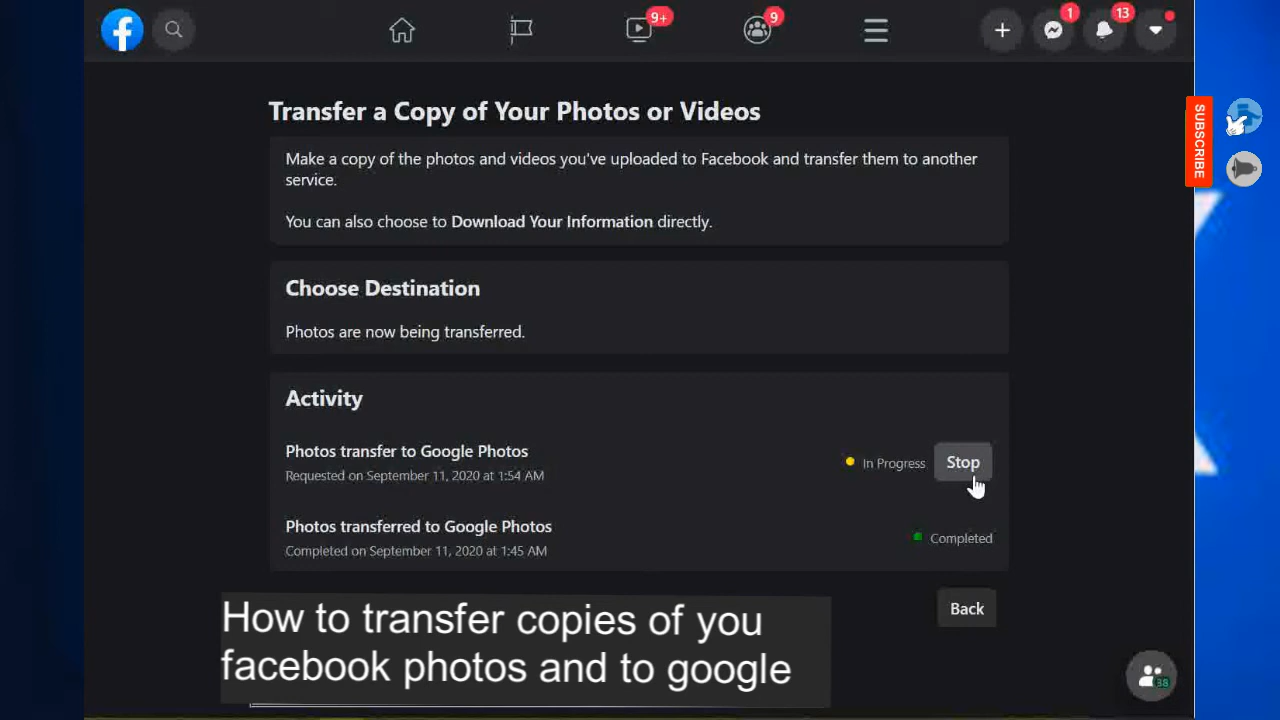 9+
9
1
13
Transfer a Copy of Your Photos or Videos
Make a copy of the photos and videos you've uploaded to Facebook and transfer them to another
service.
You can also choose to Download Your Information directly.
SUBSCRIBE
Choose Destination
Photos are now being transferred.
Activity
Photos transfer to Google Photos
Requested on September 11, 2020 at 1:54 AM
In Progress
Stop
Photos transferred to Google Photos
Completed on September 11, 2020 at 1:45 AM
Completed
Back
How to transfer copies of you
facebook photos and to google
38